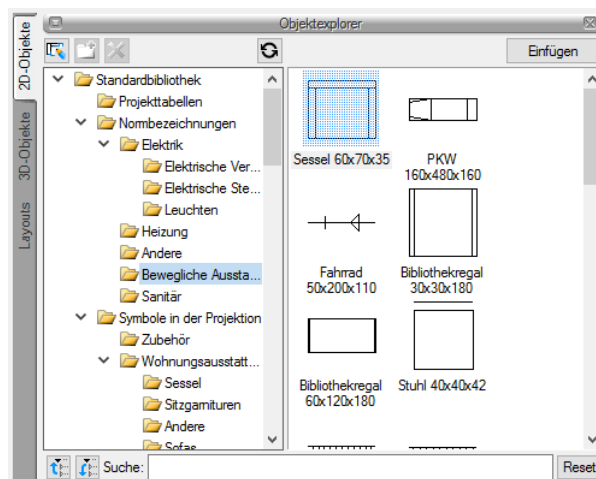 Objektexplorer
2D-Objekte
3D-Objekte
Layouts
Einfügen
Standardbibliothek
Projekttabellen
Normbezeichnungen
Elektrik
Elektrische Ver...
Elektrische Ste...
Leuchten
Heizung
Andere
Bewegliche Aussta...
Sanitär
Symbole in der Projektion
Zubehör
Wohnungsausstatt...
Sessel
Sitzgarnituren
Andere
Sofas
Sessel 60x70x35
PKW
160x480x160
Fahrrad
50x200x110
Bibliothekregal
30x30x180
Bibliothekregal
60x120x180
Stuhl 40x40x42
Suche:
Reset